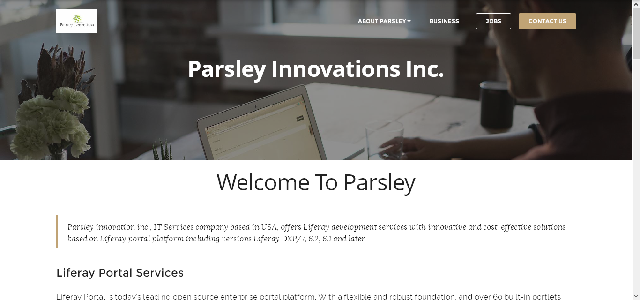 ABOUT PARSLEY
BUSINESS
JOBS
CONTACT US
Parsley Innovations Inc.
Welcome To Parsley
Parsley Innovation Inc., IT Services company based in USA, offers Liferay development services with innovative and cost-effective solutions
based on Liferay portal platform including versions Liferay DXP/7, 6.2, 6.1 and later.
Liferay Portal Services
Liferay Portal is today's leading open source enterprise portal platform. With a flexible and robust foundation, and over 60 built-in portlets